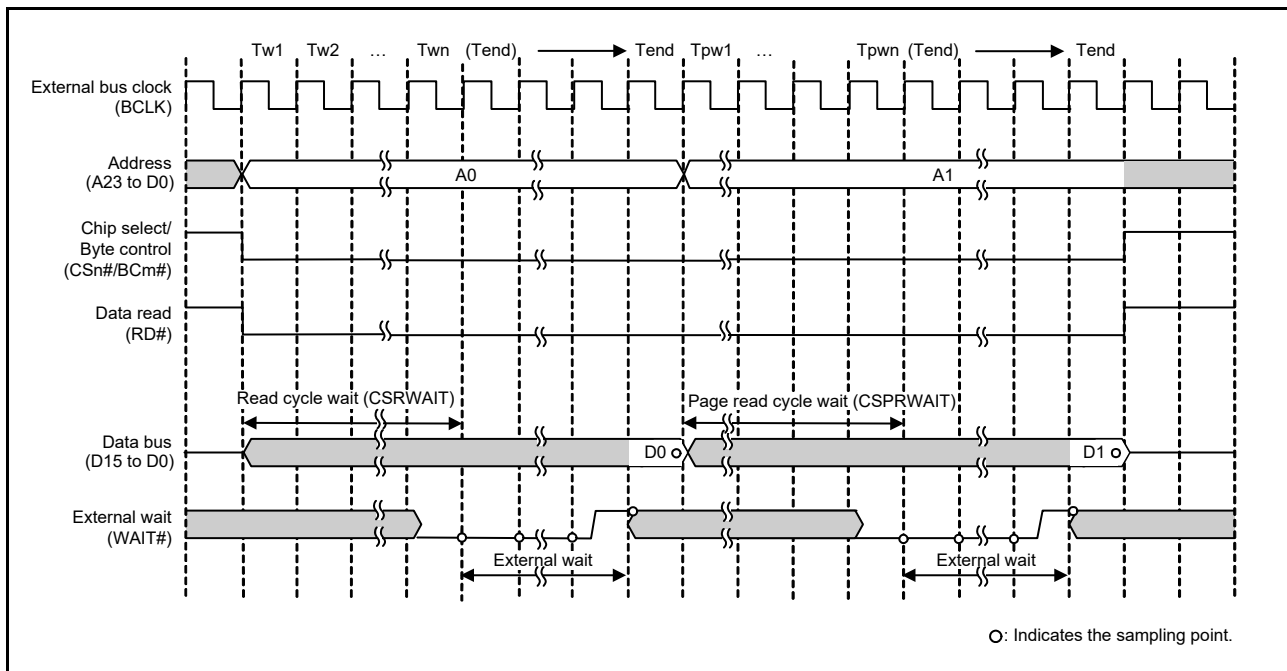 Tw1 Tw2 … Twn (Tend) Tend Tpw1 … Tpwn (Tend) Tend
External bus clock
(BCLK)
Address
(A23 to D0)
A0 A1
Chip select/
Byte control
(CSn#/BCm#)
Data read
(RD#)
Read cycle wait (CSRWAIT) Page read cycle wait (CSPRWAIT)
Data bus
(D15 to D0)
D0 D1
External wait
(WAIT#)
External wait External wait
O: Indicates the sampling point.